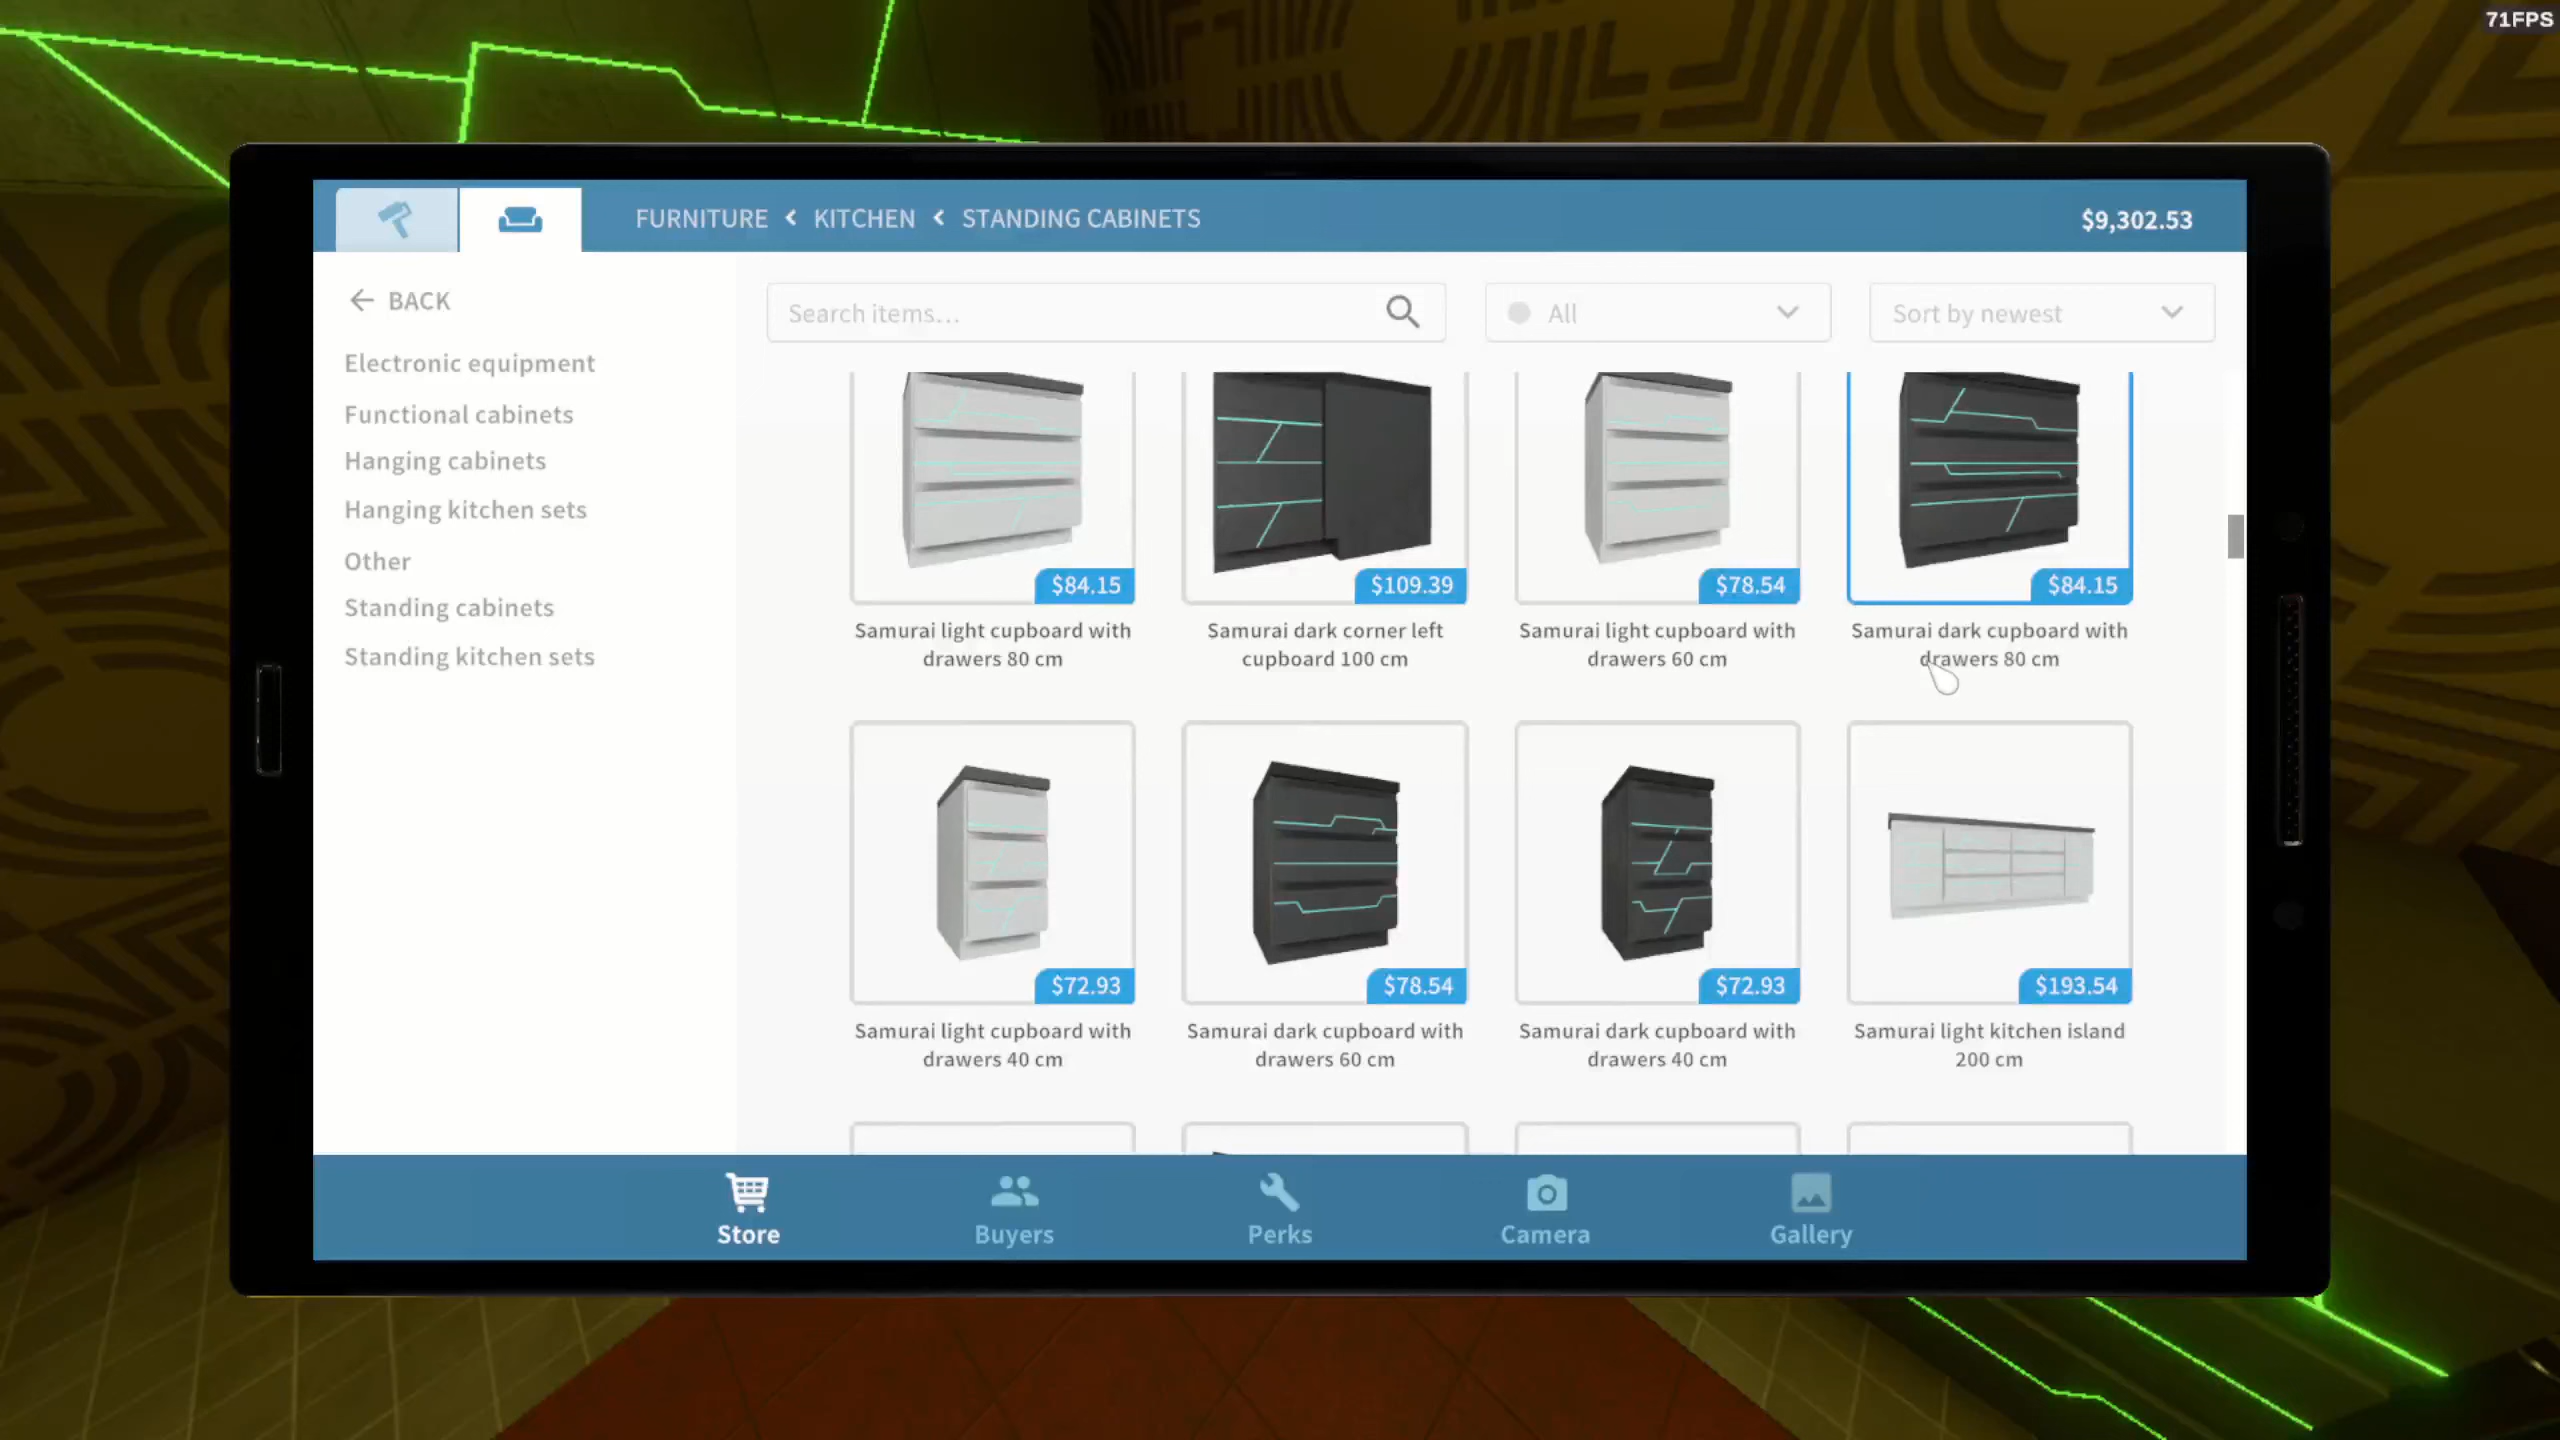 71FPS
FURNITURE < KITCHEN < STANDING CABINETS
$9,302.53
BACK
Electronic equipment
Functional cabinets
Hanging cabinets
Hanging kitchen sets
Other
Standing cabinets
Standing kitchen sets
Search items...
All
Sort by newest
$84.15
$109.39
$78.54
$84.15
Samurai light cupboard with
drawers 80 cm
Samurai dark corner left
cupboard 100 cm
Samurai light cupboard with
drawers 60 cm
Samurai dark cupboard with
drawers 80 cm
$72.93
$78.54
$72.93
$193.54
Samurai light cupboard with
drawers 40 cm
Samurai dark cupboard with
drawers 60 cm
Samurai dark cupboard with
drawers 40 cm
Samurai light kitchen island
200 cm
Store
Buyers
Perks
Camera
Gallery